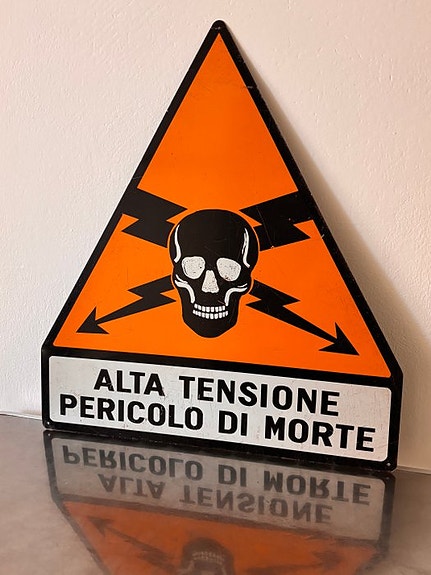 ALTA TENSIONE
PERICOLO DI MORTE